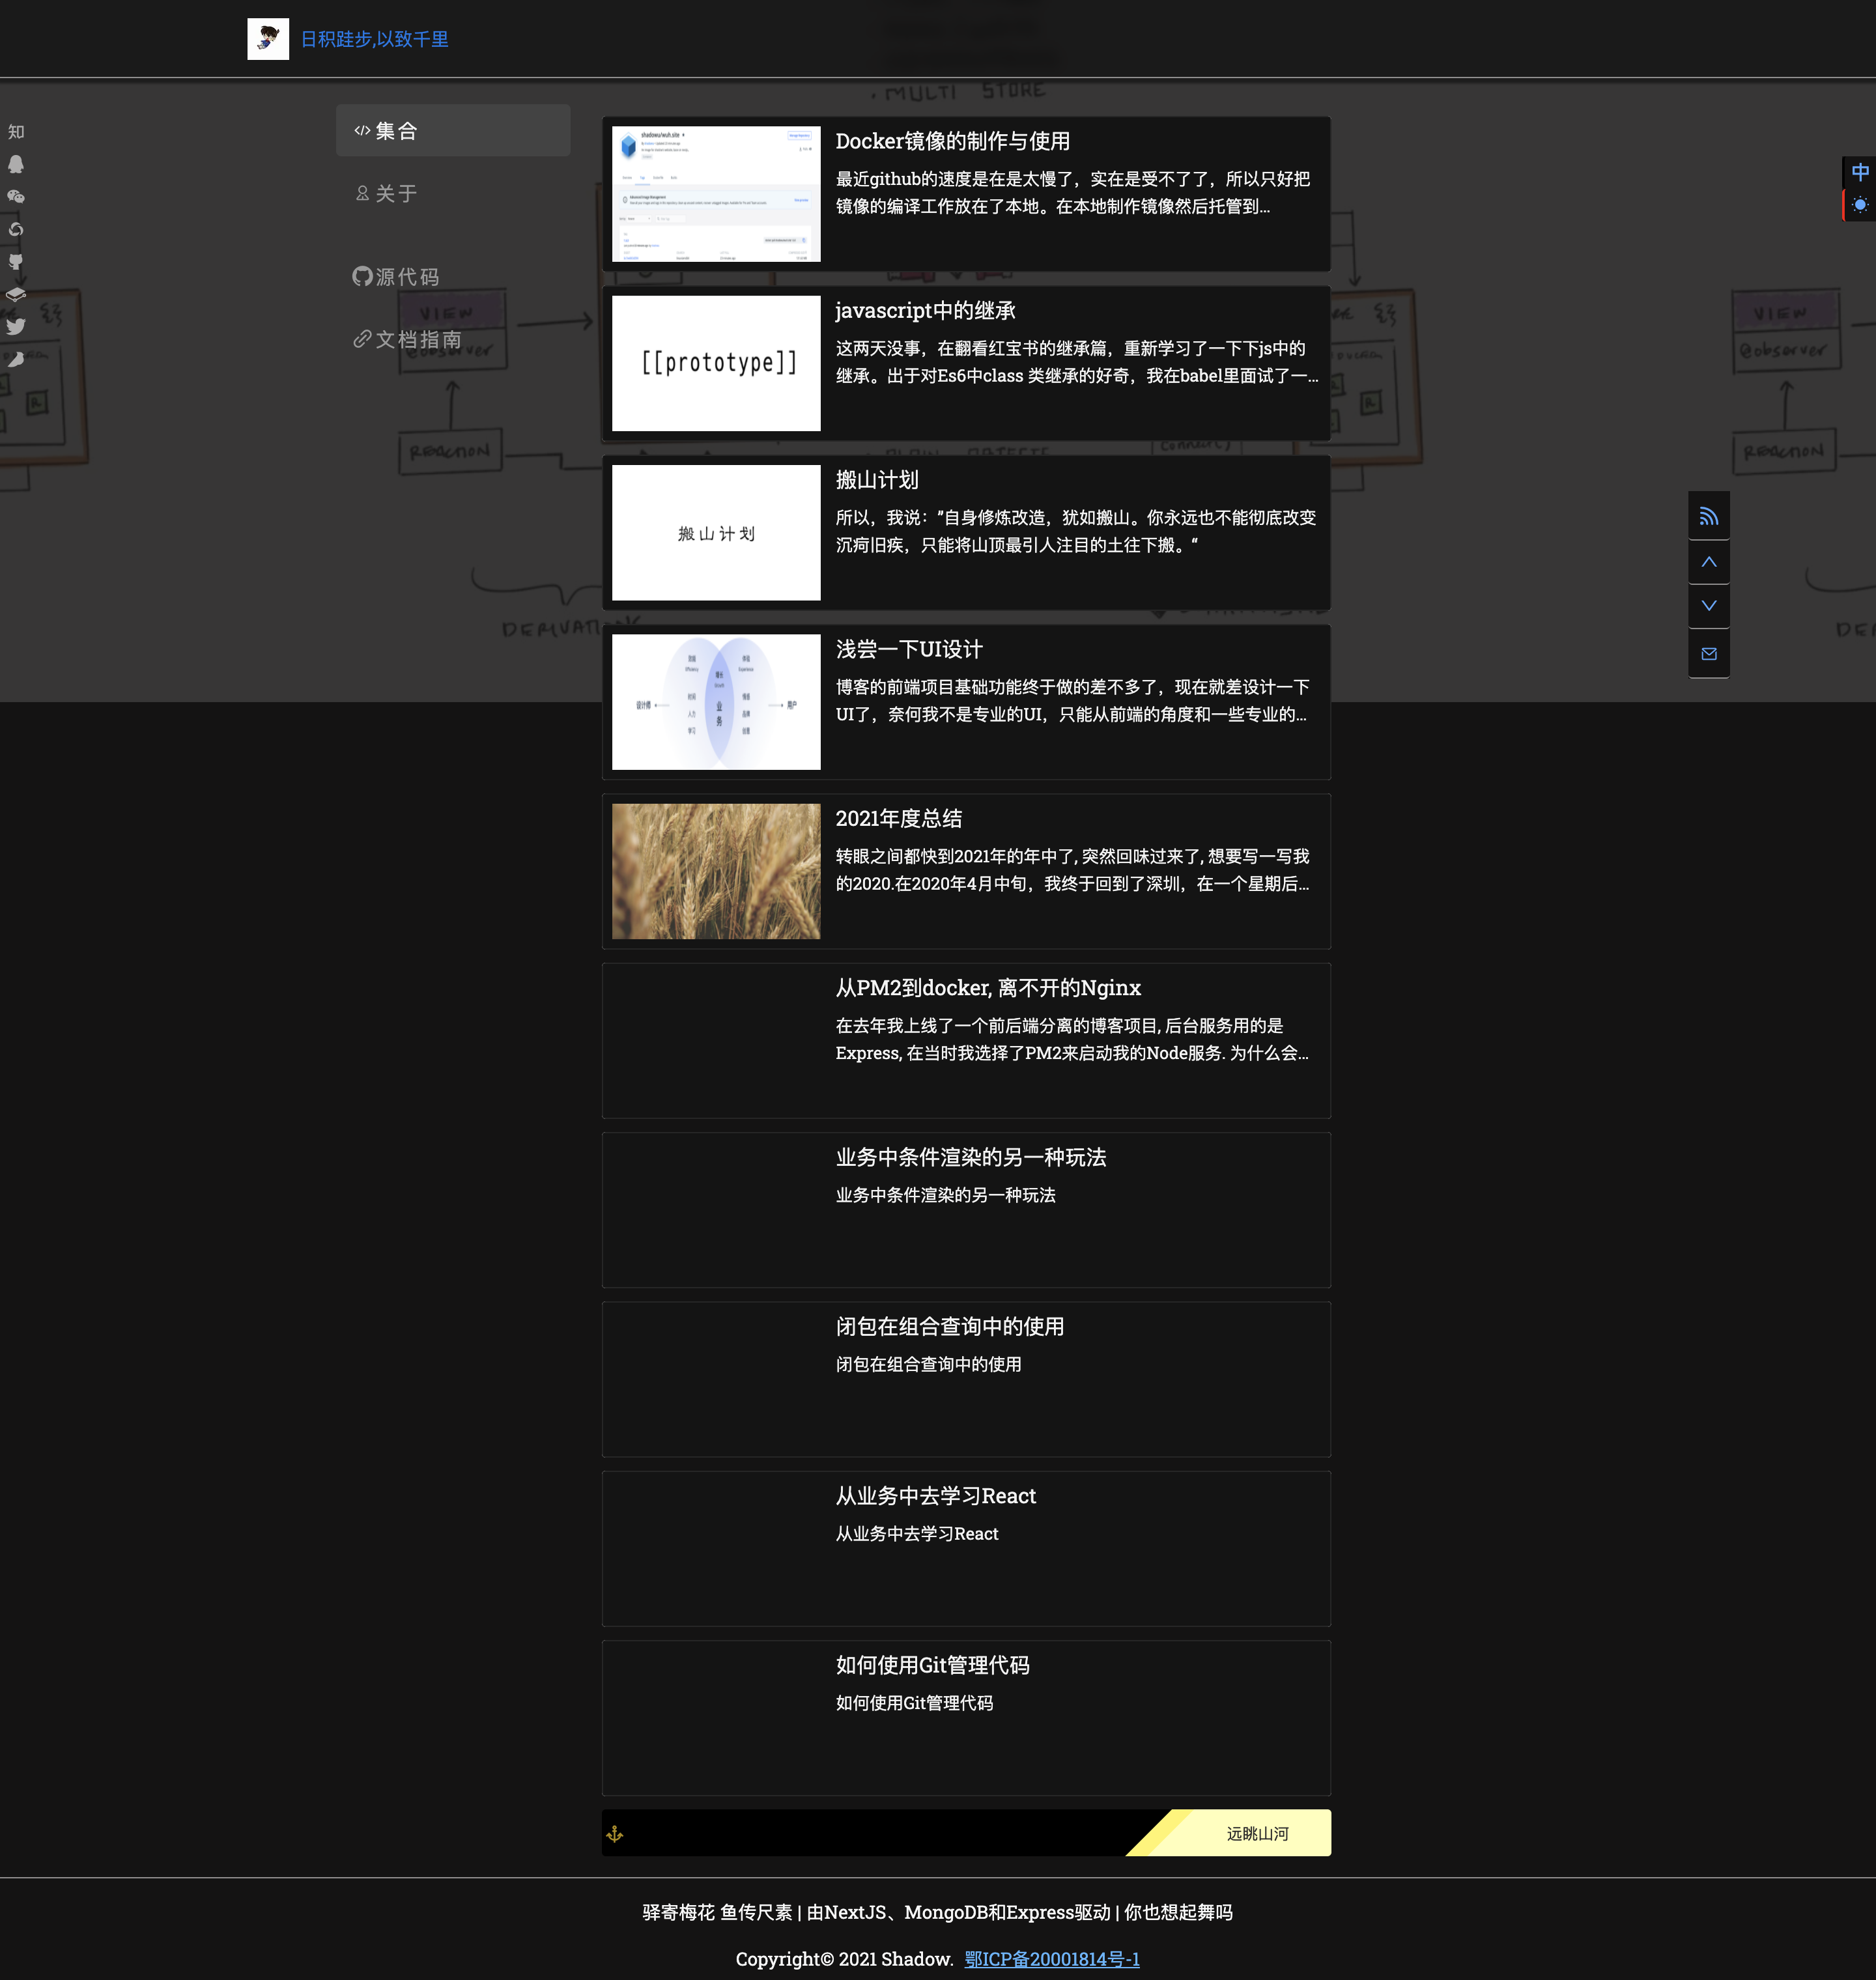 日积跬步,以致千里
. MULTI STORE
知
集合
关于
源代码
文档指南
中
VIEW
@observer
REACTION
DERIVATION
VIEW
@observer
REACTION
shadowu/wuh.site
Docker镜像的制作与使用
最近github的速度是在是太慢了，实在是受不了了，所以只好把
镜像的编译工作放在了本地。在本地制作镜像然后托管到...
[[prototype]]
javascript中的继承
这两天没事，在翻看红宝书的继承篇，重新学习了一下下js中的
继承。出于对Es6中class 类继承的好奇，我在babel里面试了一...
搬山计划
搬山计划
所以，我说：”自身修炼改造，犹如搬山。你永远也不能彻底改变
沉疴旧疾，只能将山顶最引人注目的土往下搬。“
设计师
业务
用户
浅尝一下UI设计
博客的前端项目基础功能终于做的差不多了，现在就差设计一下
UI了，奈何我不是专业的UI，只能从前端的角度和一些专业的...
2021年度总结
转眼之间都快到2021年的年中了, 突然回味过来了, 想要写一写我
的2020.在2020年4月中旬，我终于回到了深圳，在一个星期后...
从PM2到docker, 离不开的Nginx
在去年我上线了一个前后端分离的博客项目, 后台服务用的是
Express, 在当时我选择了PM2来启动我的Node服务. 为什么会...
业务中条件渲染的另一种玩法
业务中条件渲染的另一种玩法
闭包在组合查询中的使用
闭包在组合查询中的使用
从业务中去学习React
从业务中去学习React
如何使用Git管理代码
如何使用Git管理代码
远眺山河
驿寄梅花 鱼传尺素 | 由NextJS、MongoDB和Express驱动 | 你也想起舞吗
Copyright© 2021 Shadow. 鄂ICP备20001814号-1